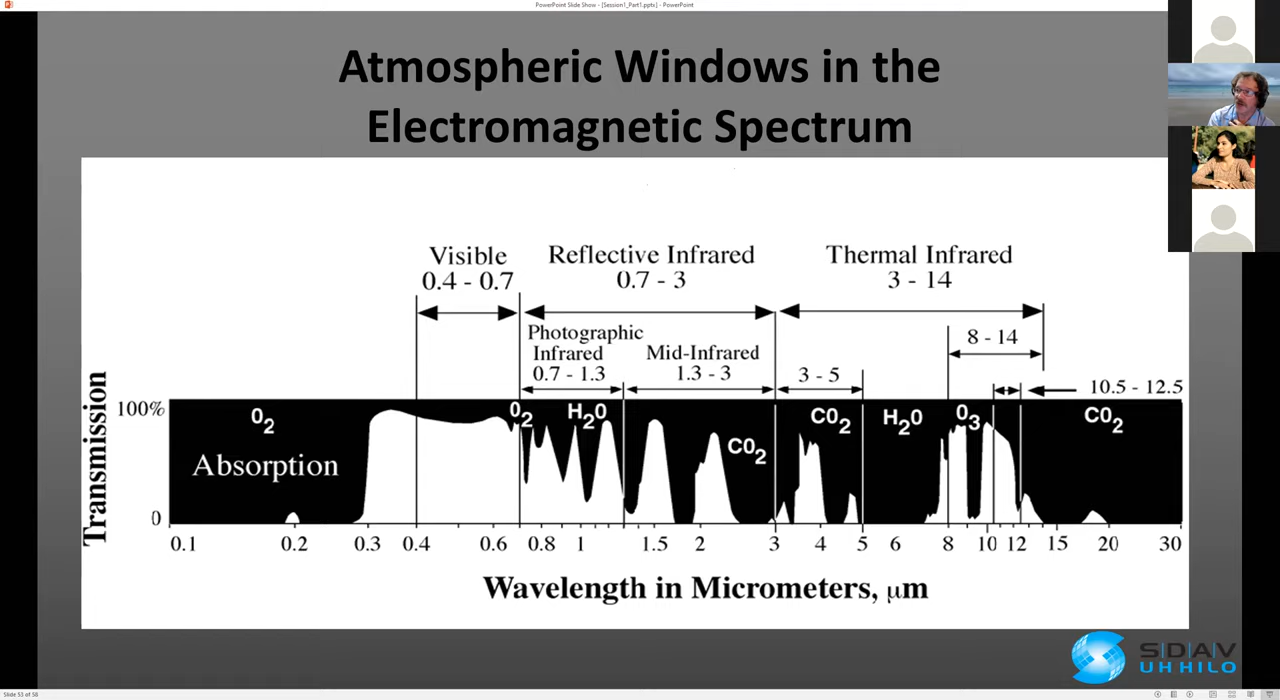 PowerPoint Slide Show - [Session1_Part1.pptx] - PowerPoint
Atmospheric Windows in the
Electromagnetic Spectrum
Visible
0.4 - 0.7
Reflective Infrared
0.7 - 3
Thermal Infrared
3 - 14
Photographic
Infrared
0.7 - 1.3
Mid-Infrared
1.3 - 3
3 - 5
8 - 14
10.5 - 12.5
Transmission
100%
0
O2
Absorption
O2
H2O
CO2
CO2
H2O
O3
CO2
0.1 0.2 0.3 0.4 0.6 0.8 1 1.5 2 3 4 5 6 8 10 12 15 20 30
Wavelength in Micrometers, μm
SDAV
UH HILO
Slide 53 of 56